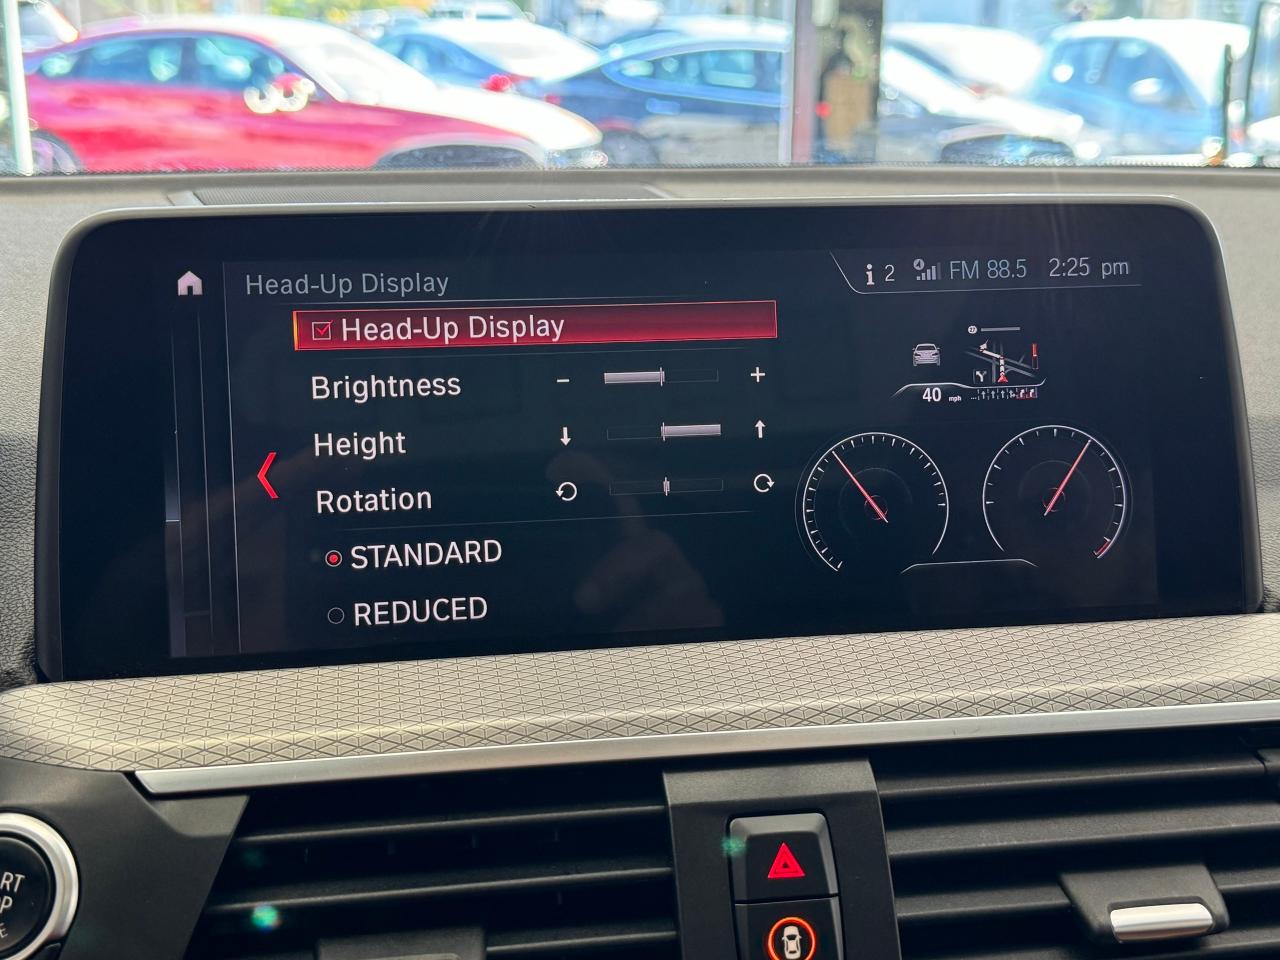 Head-Up Display
i 2 FM 88.5 2:25 pm
Head-Up Display
Brightness - +
Height
Rotation
STANDARD
REDUCED
40 mph
27